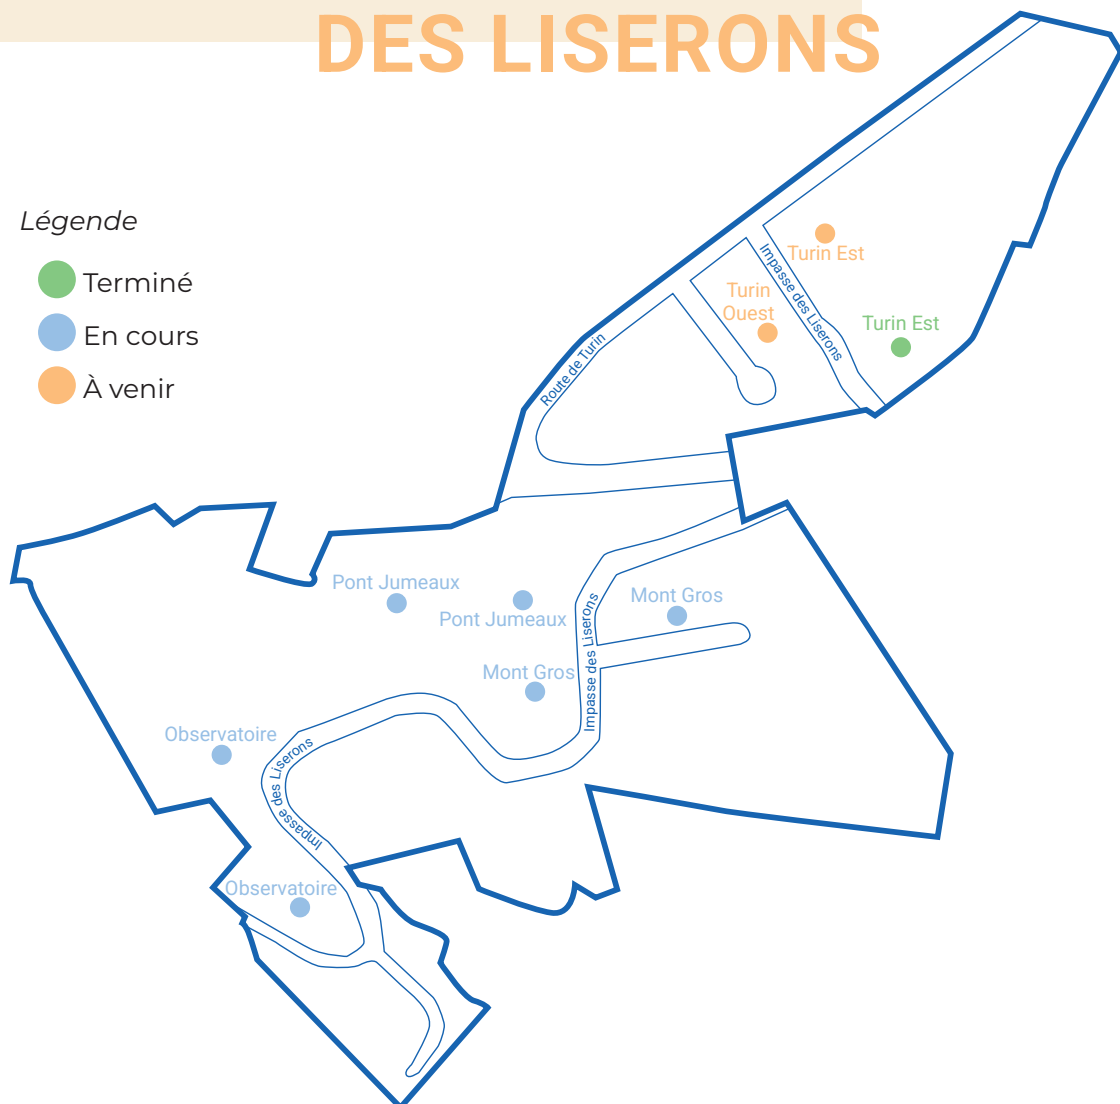 DES LISERONS
Légende
Terminé
En cours
À venir
Turin Est
Impasse des Liserons
Turin
Ouest
Turin Est
Route de Turin
Pont Jumeaux
Pont Jumeaux
Mont Gros
Impasse des Liserons
Mont Gros
Observatoire
Impasse des Liserons
Observatoire